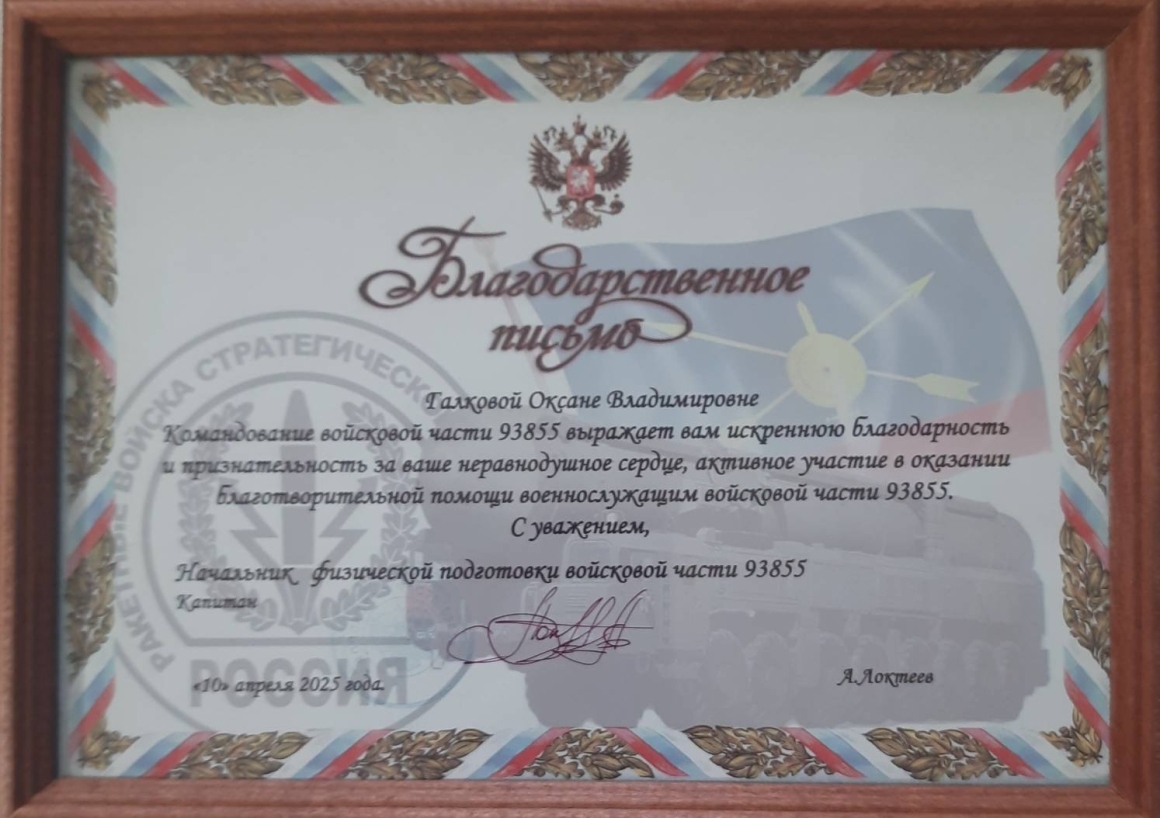 Благодарственное
письмо
Галковой Оксане Владимировне
Командование войсковой части 93855 выражает вам искреннюю благодарность
и признательность за ваше неравнодушное сердце, активное участие в оказании
благотворительной помощи военнослужащим войсковой части 93855.
С уважением,
Начальник физической подготовки войсковой части 93855
Капитан
«10» апреля 2025 года.
А.Локтеев
РАКЕТНЫЕ ВОЙСКА СТРАТЕГИЧЕСКО
РОССИЯ